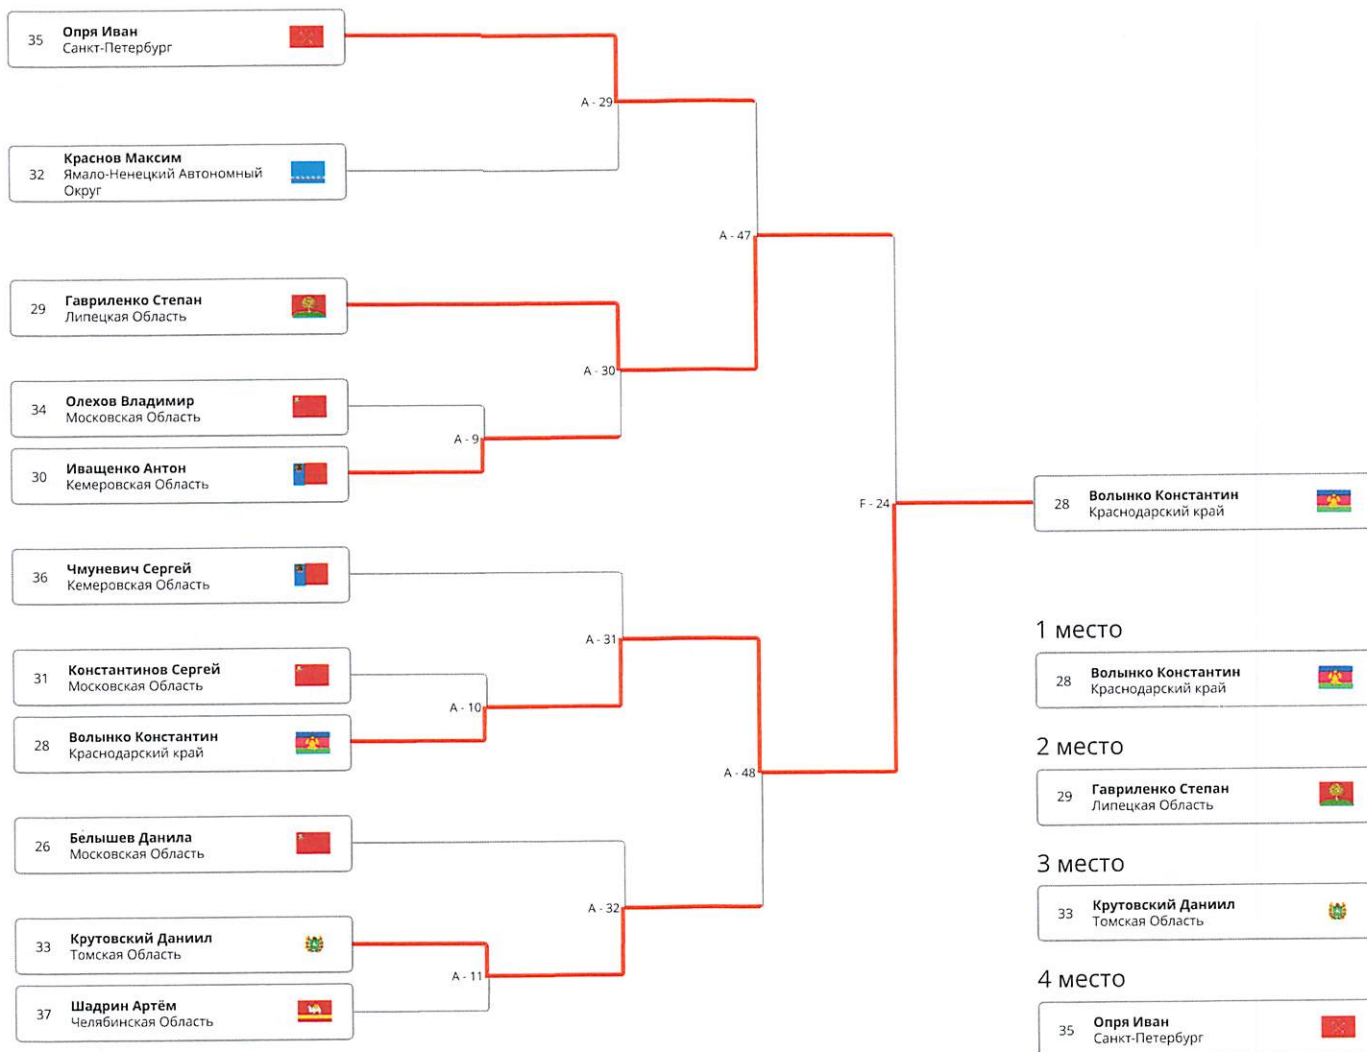 35 Опря Иван
Санкт-Петербург
A - 29
32 Краснов Максим
Ямало-Ненецкий Автономный
Округ
A - 47
29 Гавриленко Степан
Липецкая Область
A - 30
34 Олехов Владимир
Московская Область
A - 9
30 Иващенко Антон
Кемеровская Область
F - 24
28 Волынко Константин
Краснодарский край
36 Чмуневич Сергей
Кемеровская Область
A - 31
31 Константинов Сергей
Московская Область
A - 10
28 Волынко Константин
Краснодарский край
A - 48
26 Белышев Данила
Московская Область
A - 32
33 Крутовский Даниил
Томская Область
A - 11
37 Шадрин Артём
Челябинская Область
1 место
28 Волынко Константин
Краснодарский край
2 место
29 Гавриленко Степан
Липецкая Область
3 место
33 Крутовский Даниил
Томская Область
4 место
35 Опря Иван
Санкт-Петербург